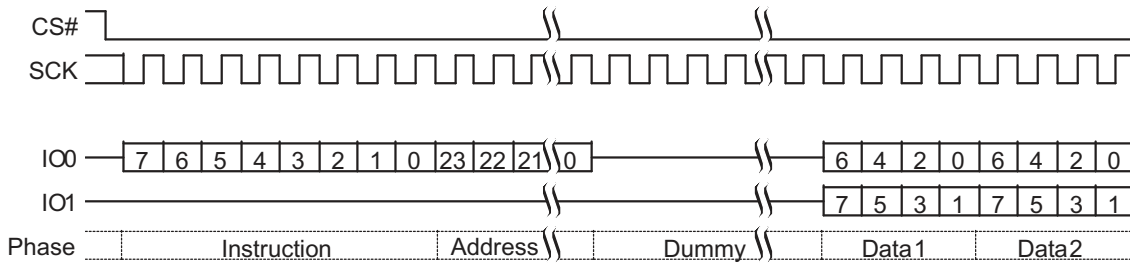 CS#
SCK
IO0 7 6 5 4 3 2 1 0 23 22 21 0 6 4 2 0 6 4 2 0
IO1 7 5 3 1 7 5 3 1
Phase Instruction Address Dummy Data1 Data2